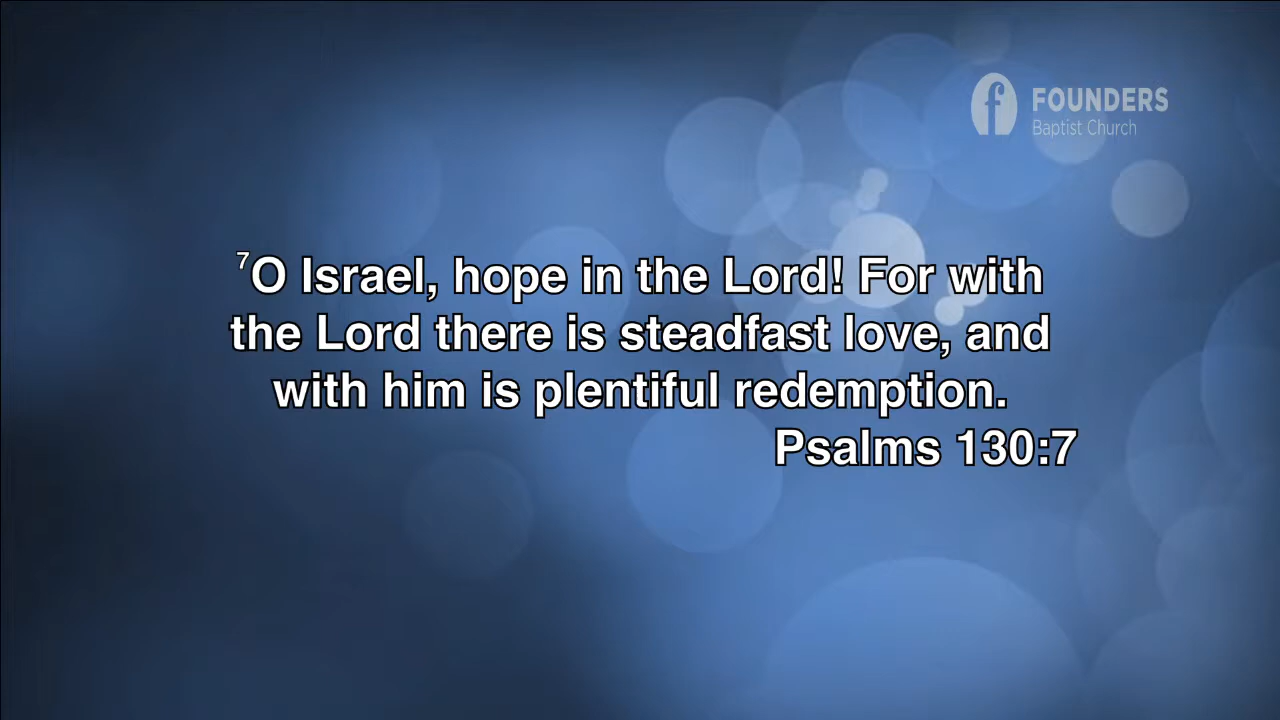 FOUNDERS
Baptist Church
⁷O Israel, hope in the Lord! For with
the Lord there is steadfast love, and
with him is plentiful redemption.
Psalms 130:7